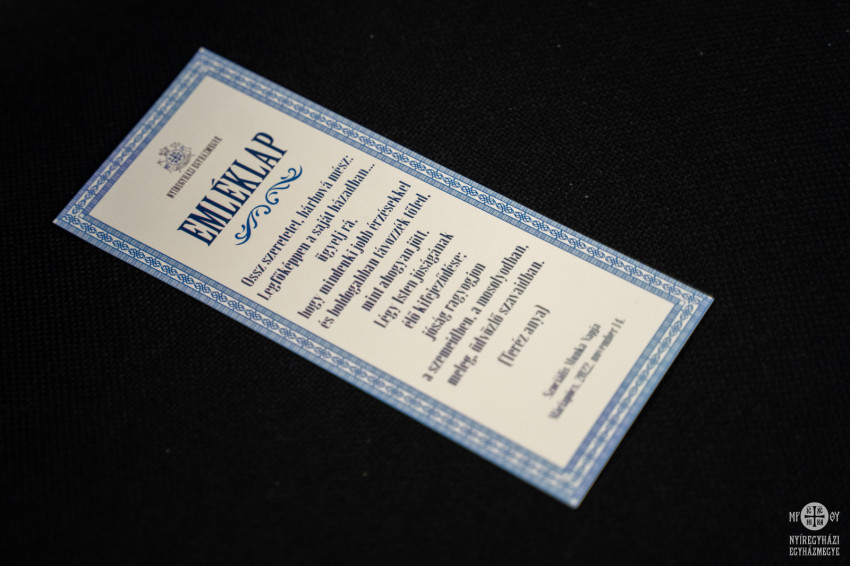 NYÍREGYHÁZI EGYHÁZMEGYE
EMLÉKLAP
Ossz szeretetet, bárhová mész:
Legfőképpen a saját házadban...
ügyelj rá,
hogy mindenki jobb érzésekkel
és boldogabban távozzék tőled,
mint ahogyan jött.
Légy Isten jóságának
élő kifejeződése:
jóság ragyogjon
a szemeidben, a mosolyodban,
meleg, üdvözlő szavaidban.
(Teréz anya)
Szociális Munka Napja
Máriapócs, 2022. november 14.
NYÍREGYHÁZI
EGYHÁZMEGYE